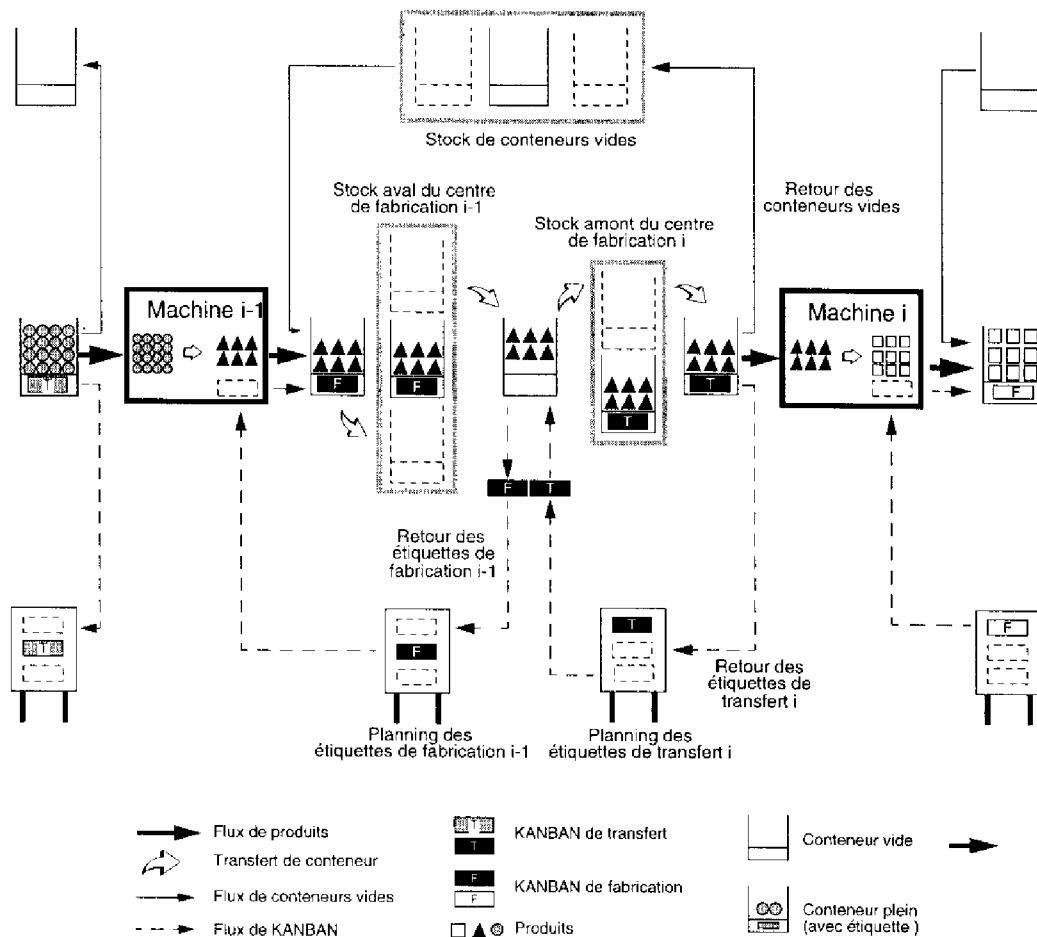 Stock de conteneurs vides
Stock aval du centre
de fabrication i-1
Retour des
conteneurs vides
Stock amont du centre
de fabrication i
Machine i-1
Machine i
T
F
F
T
T
F
F T
Retour des
étiquettes de
fabrication i-1
T
F
T
F
Retour des
étiquettes de
transfert i
Planning des
étiquettes de fabrication i-1
Planning des
étiquettes de transfert i
Flux de produits
Transfert de conteneur
Flux de conteneurs vides
Flux de KANBAN
T
T
KANBAN de transfert
F
F
KANBAN de fabrication
Produits
Conteneur vide
Conteneur plein
(avec étiquette )